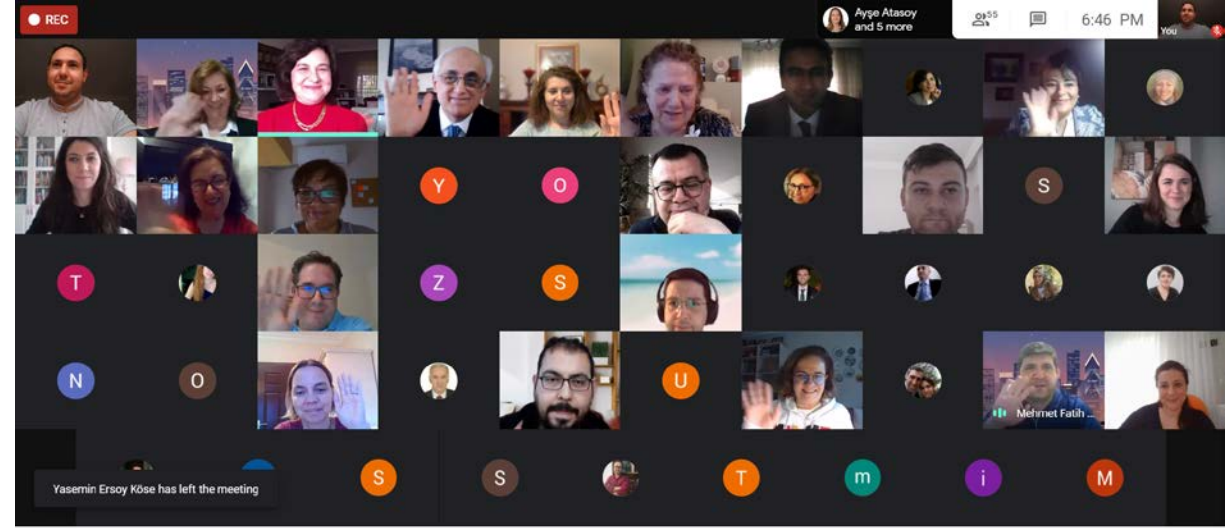 REC
Ayşe Atasoy
and 5 more
55
6:46 PM
You
Y
O
S
T
Z
S
N
O
U
Mehmet Fatih ...
S
S
T
m
i
M
Yasemin Ersoy Köse has left the meeting